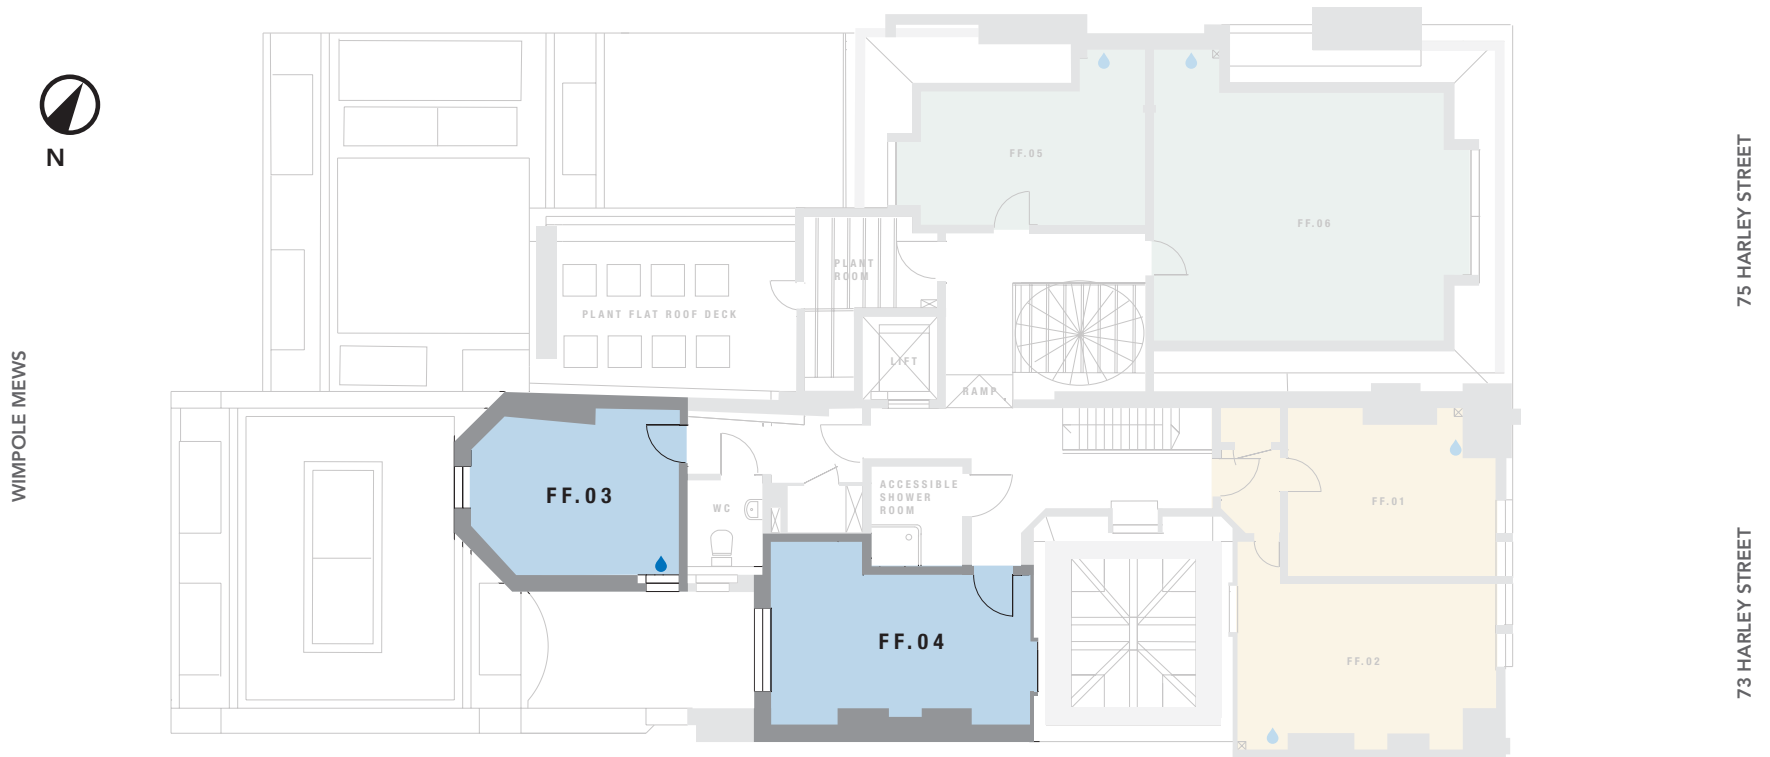 N
WIMPOLE MEWS
75 HARLEY STREET
73 HARLEY STREET
FF.05
FF.06
PLANT
ROOM
PLANT FLAT ROOF DECK
LIFT
RAMP
FF.03
WC
ACCESSIBLE
SHOWER
ROOM
FF.01
FF.04
FF.02